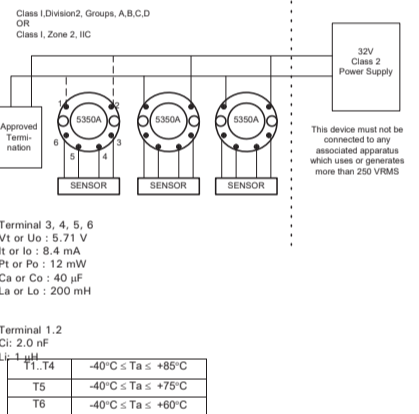 Class I,Division2, Groups, A,B,C,D
OR
Class I, Zone 2, IIC
32V
Class 2
Power Supply
1
2
5350A
5350A
5350A
Approved
Termi-
nation
6
3
5
4
SENSOR
SENSOR
SENSOR
This device must not be
connected to any
associated apparatus
which uses or generates
more than 250 VRMS
Terminal 3, 4, 5, 6
Vt or Uo : 5.71 V
It or Io : 8.4 mA
Pt or Po : 12 mW
Ca or Co : 40 μF
La or Lo : 200 mH
Terminal 1.2
Ci: 2.0 nF
Li: 1 μH
T1..T4 -40°C ≤ Ta ≤ +85°C
T5 -40°C ≤ Ta ≤ +75°C
T6 -40°C ≤ Ta ≤ +60°C